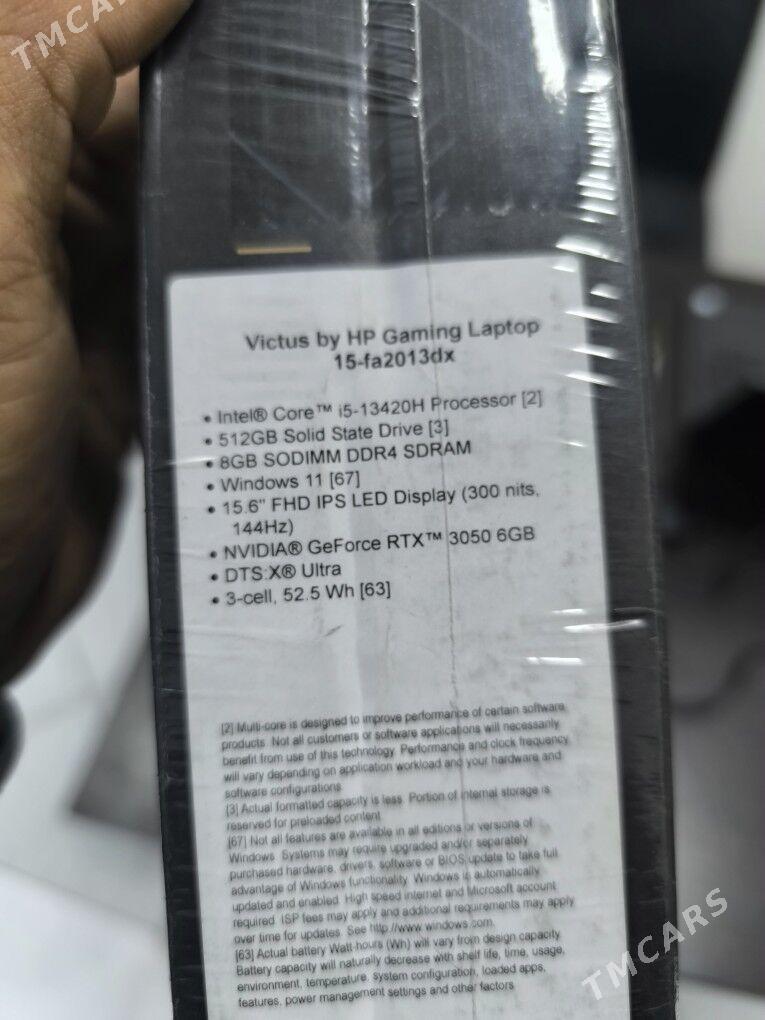 TMCARS
Victus by HP Gaming Laptop
15-fa2013dx
• Intel® Core™ i5-13420H Processor [2]
• 512GB Solid State Drive [3]
• 8GB SODIMM DDR4 SDRAM
• Windows 11 [67]
• 15.6" FHD IPS LED Display (300 nits,
144Hz)
• NVIDIA® GeForce RTX™ 3050 6GB
• DTS:X® Ultra
• 3-cell, 52.5 Wh [63]
[2] Multi-core is designed to improve performance of certain software
products. Not all customers or software applications will necessarily
benefit from use of this technology. Performance and clock frequency
will vary depending on application workload and your hardware and
software configurations
[3] Actual formatted capacity is less. Portion of internal storage is
reserved for preloaded content
[67] Not all features are available in all editions or versions of
Windows. Systems may require upgraded and/or separately
purchased hardware, drivers, software or BIOS update to take full
advantage of Windows functionality. Windows is automatically
updated and enabled. High speed internet and Microsoft account
required. ISP fees may apply and additional requirements may apply
over time for updates. See http://www.windows.com.
[63] Actual battery Watt-hours (Wh) will vary from design capacity.
Battery capacity will naturally decrease with shelf life, time, usage,
environment, temperature, system configuration, loaded apps,
features, power management settings and other factors
TMCARS